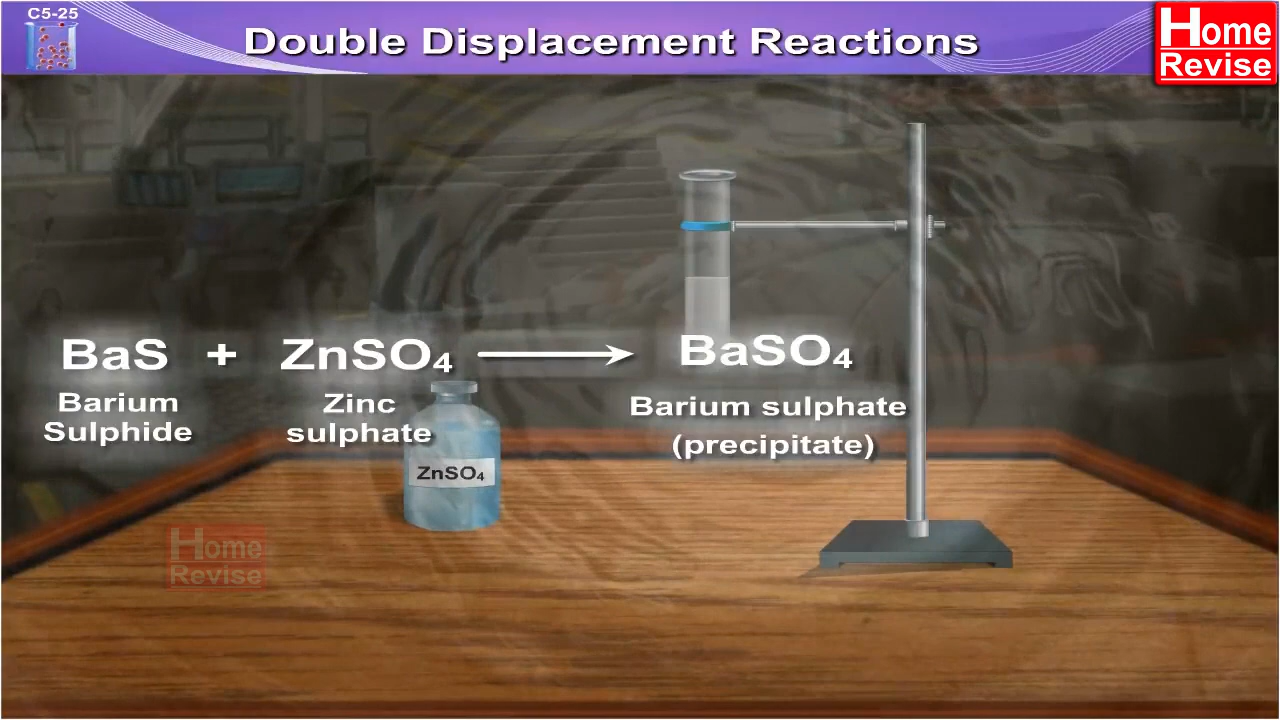 C5-25
Double Displacement Reactions
Home
Revise
BaS + ZnSO₄ ⟶ BaSO₄
Barium Sulphide
Zinc sulphate
Barium sulphate
(precipitate)
ZnSO₄
Home
Revise